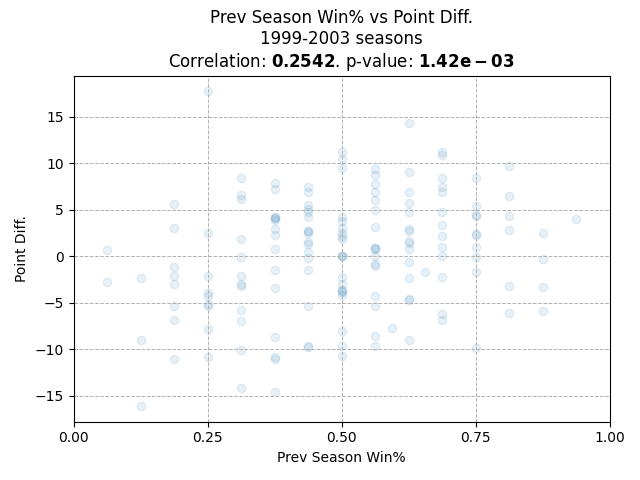 Prev Season Win% vs Point Diff.
1999-2003 seasons
Correlation: 0.2542. p-value: 1.42e−03
15
10
5
0
−5
−10
−15
Point Diff.
0.00 0.25 0.50 0.75 1.00
Prev Season Win%